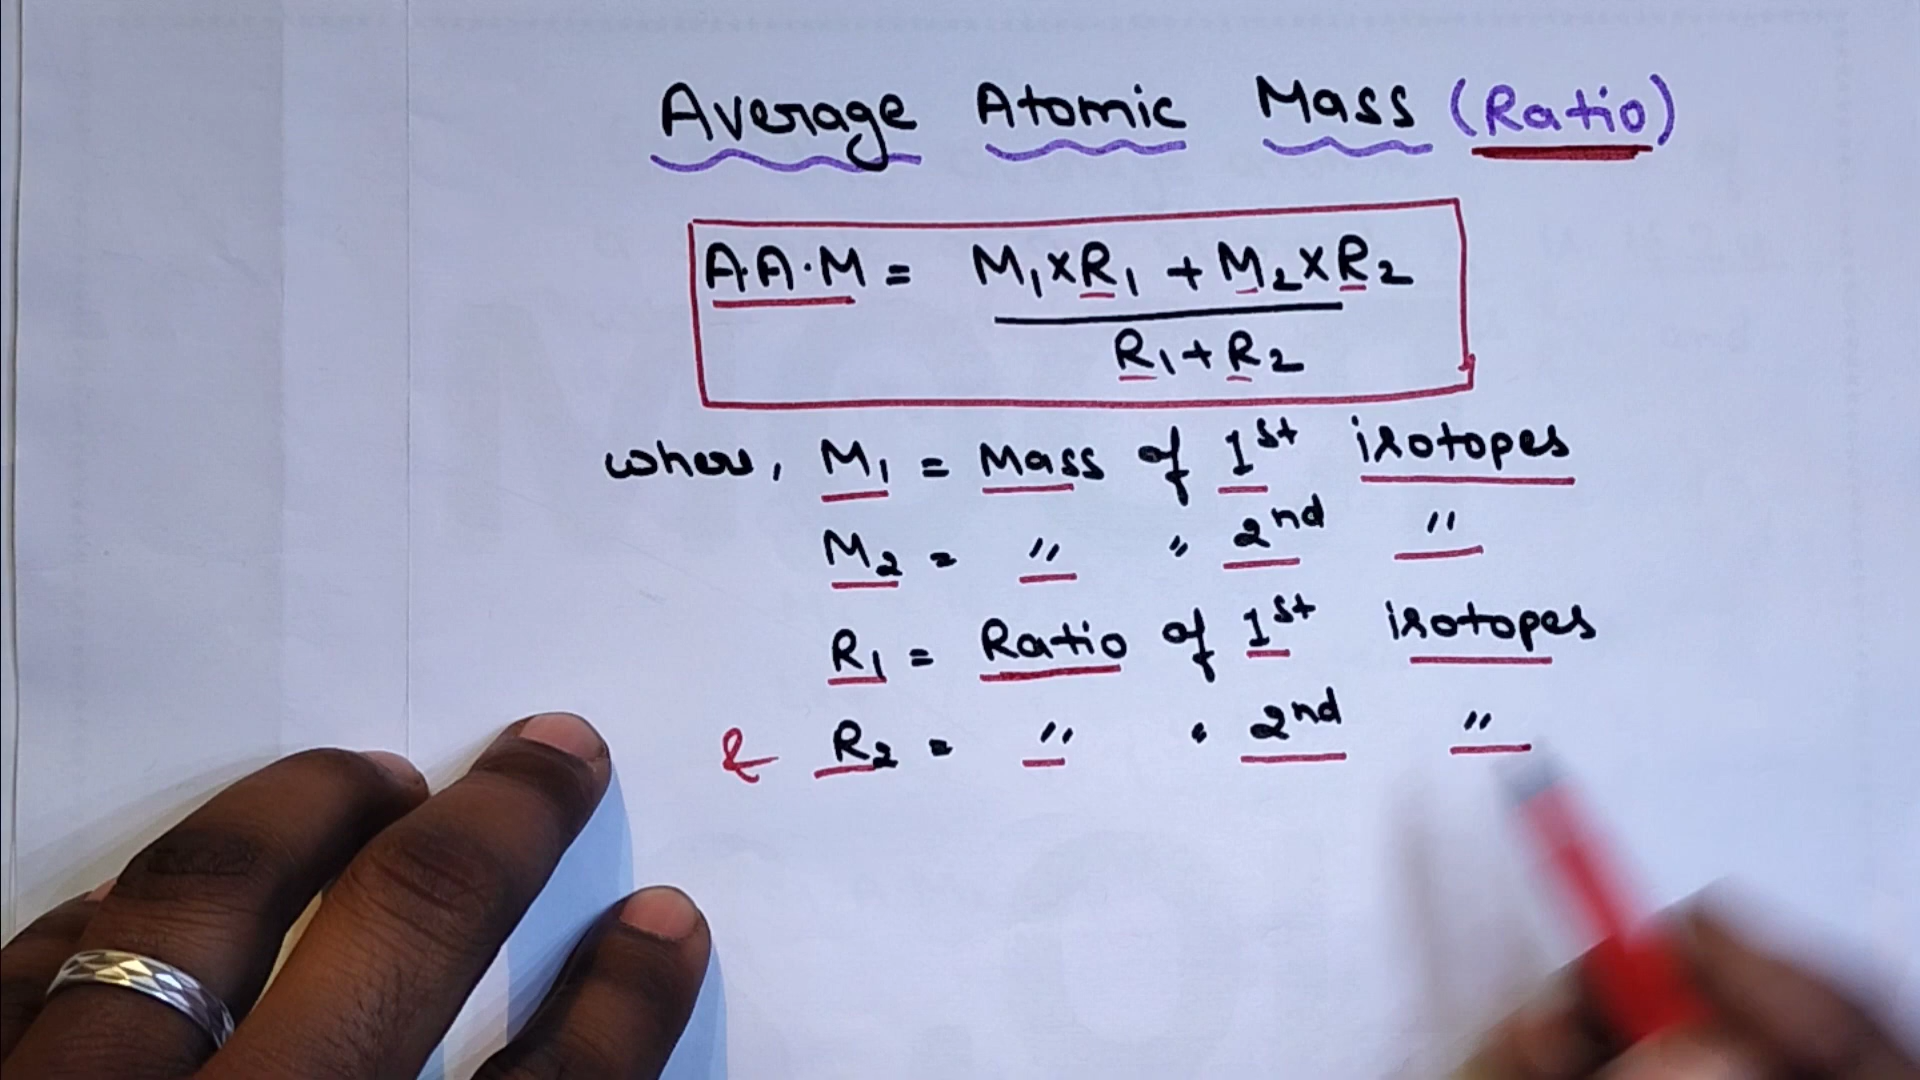 Average Atomic Mass (Ratio)
A.A.M = M₁×R₁ + M₂×R₂
R₁+R₂
where, M₁ = Mass of 1st isotopes
M₂ = " " 2nd "
R₁ = Ratio of 1st isotopes
& R₂ = " " 2nd "